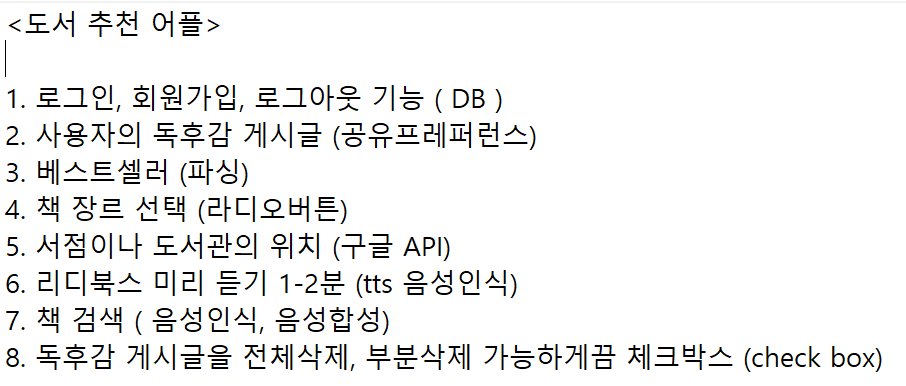 <도서 추천 어플>
1. 로그인, 회원가입, 로그아웃 기능 ( DB )
2. 사용자의 독후감 게시글 (공유프레퍼런스)
3. 베스트셀러 (파싱)
4. 책 장르 선택 (라디오버튼)
5. 서점이나 도서관의 위치 (구글 API)
6. 리디북스 미리 듣기 1-2분 (tts 음성인식)
7. 책 검색 ( 음성인식, 음성합성)
8. 독후감 게시글을 전체삭제, 부분삭제 가능하게끔 체크박스 (check box)